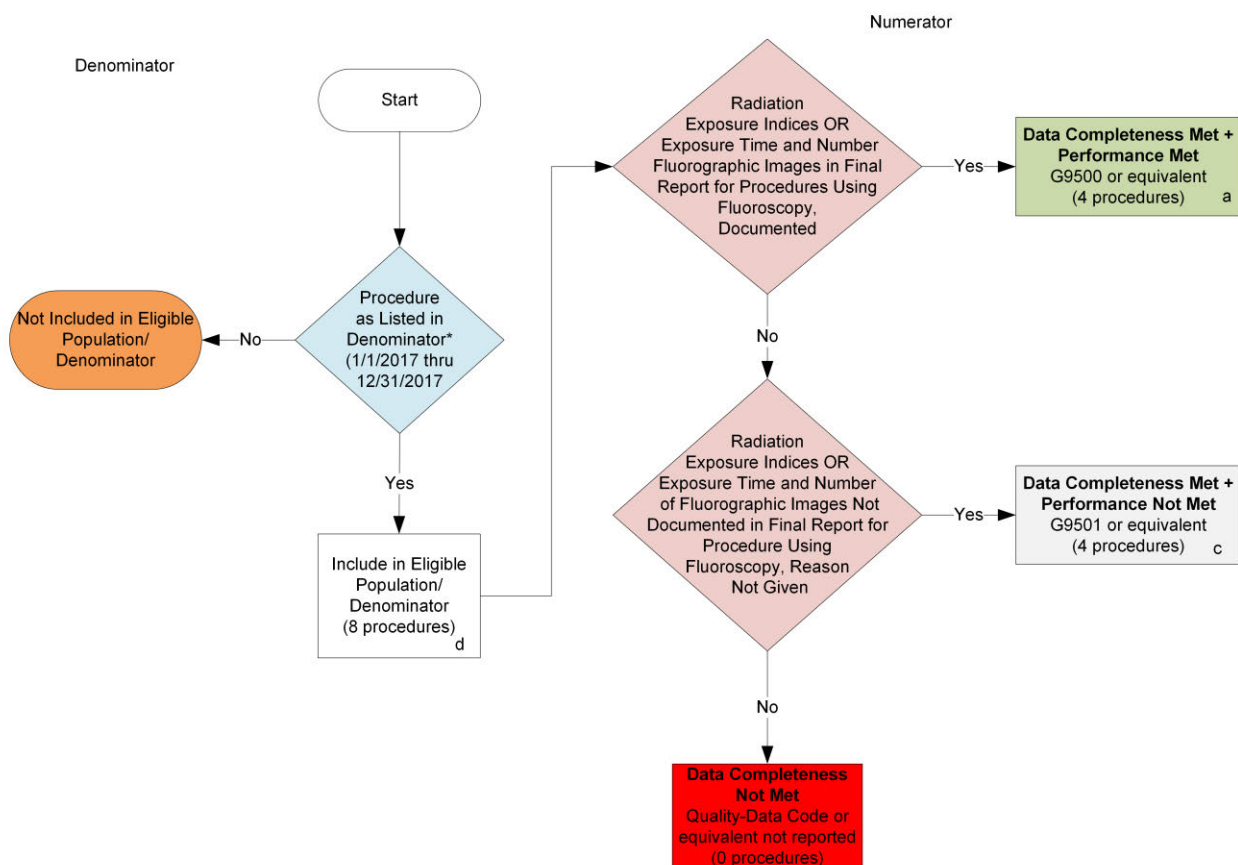 Numerator
Denominator
Start
Procedure
as Listed in
Denominator*
(1/1/2017 thru
12/31/2017
No
Not Included in Eligible
Population/
Denominator
Yes
Include in Eligible
Population/
Denominator
(8 procedures)
d
Radiation
Exposure Indices OR
Exposure Time and Number
Fluorographic Images in Final
Report for Procedures Using
Fluoroscopy,
Documented
Yes
Data Completeness Met +
Performance Met
G9500 or equivalent
(4 procedures)
a
No
Radiation
Exposure Indices OR
Exposure Time and Number
of Fluorographic Images Not
Documented in Final Report for
Procedure Using
Fluoroscopy, Reason
Not Given
Yes
Data Completeness Met +
Performance Not Met
G9501 or equivalent
(4 procedures)
c
No
Data Completeness
Not Met
Quality-Data Code or
equivalent not reported
(0 procedures)